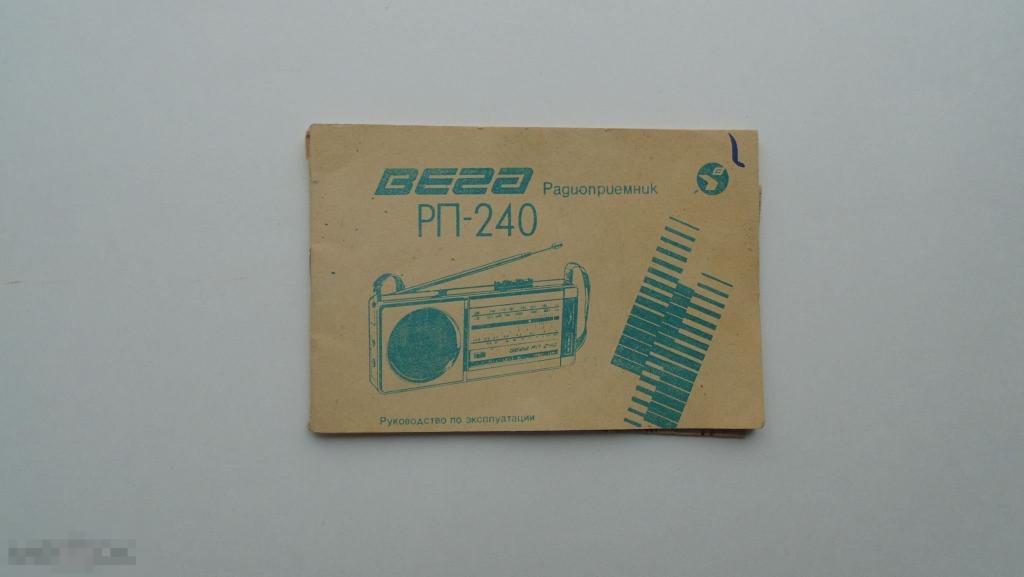 Вега Радиоприемник
РП-240
Руководство по эксплуатации